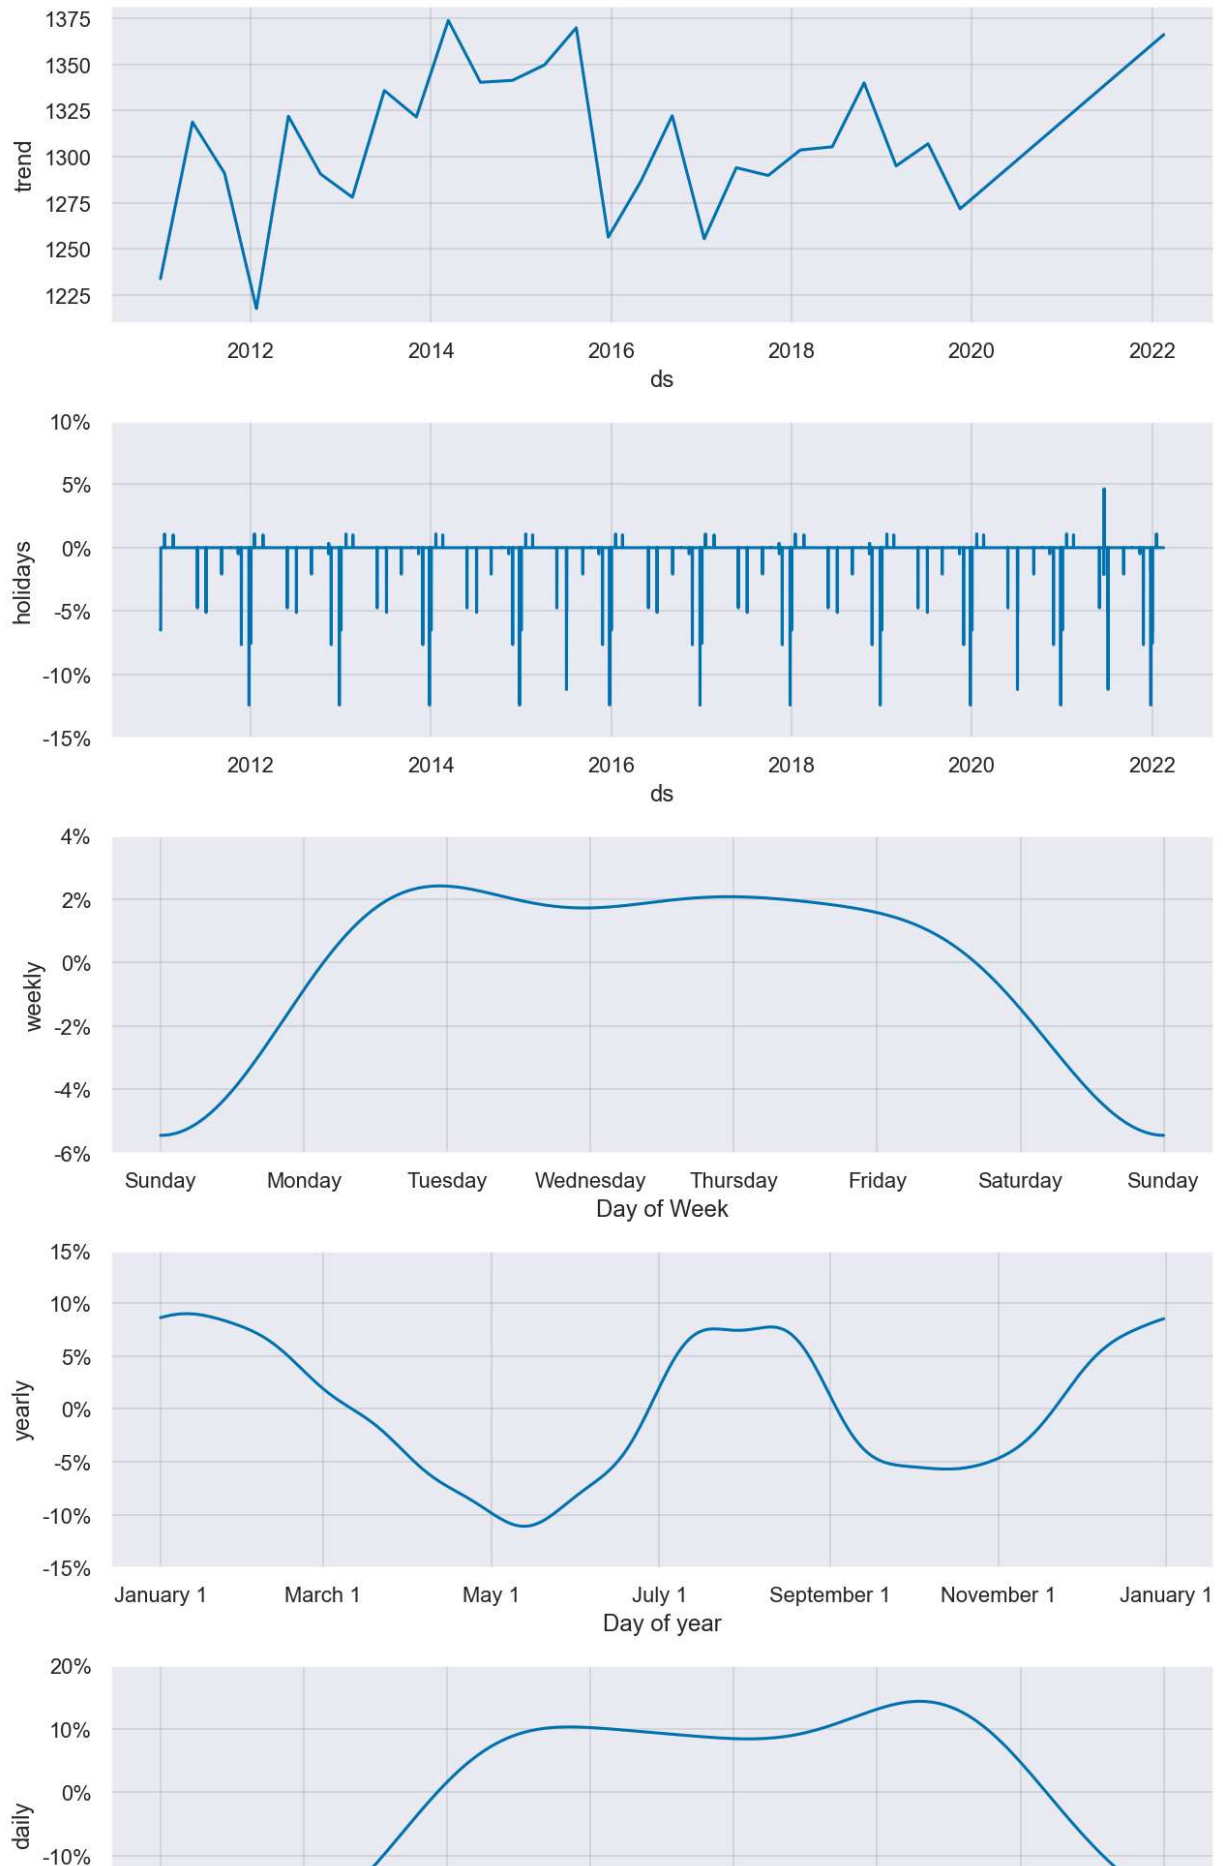 1375
1350
1325
1300
1275
1250
1225
trend
2012 2014 2016 2018 2020 2022
ds
10%
5%
0%
-5%
-10%
-15%
holidays
2012 2014 2016 2018 2020 2022
ds
4%
2%
0%
-2%
-4%
-6%
weekly
Sunday Monday Tuesday Wednesday Thursday Friday Saturday Sunday
Day of Week
15%
10%
5%
0%
-5%
-10%
-15%
yearly
January 1 March 1 May 1 July 1 September 1 November 1 January 1
Day of year
20%
10%
0%
-10%
daily